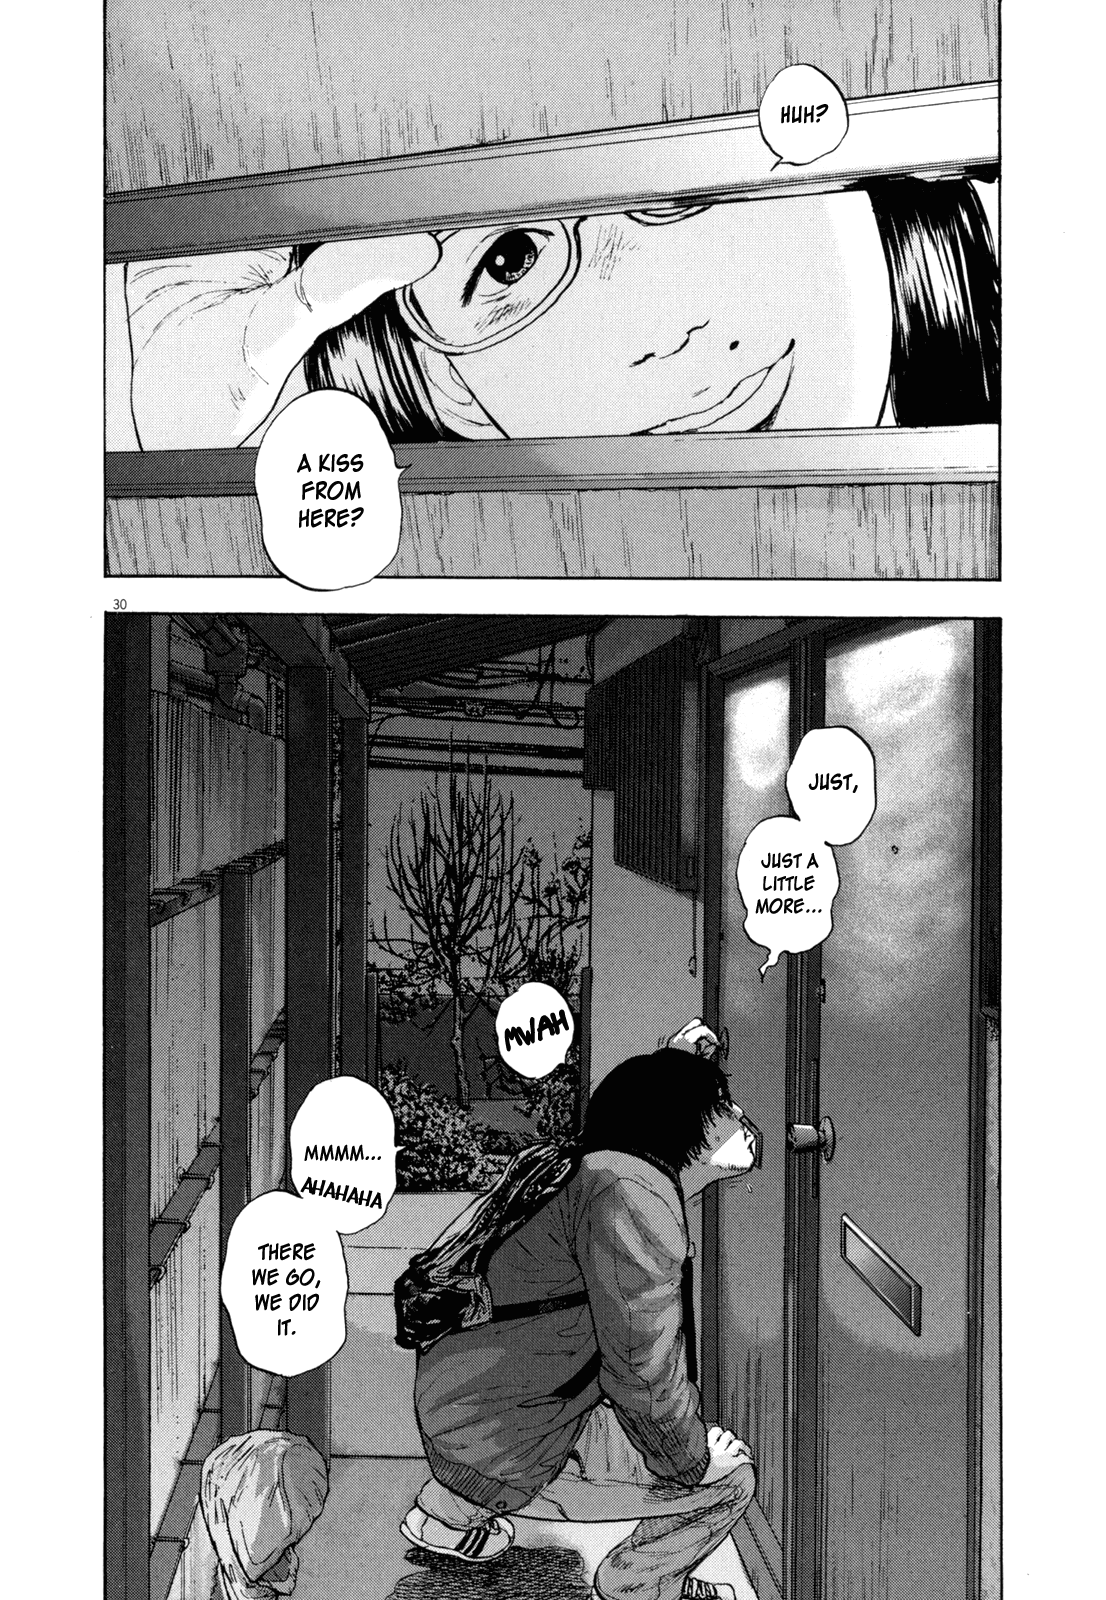 HUH?
A KISS
FROM
HERE?
30
JUST,
JUST A
LITTLE
MORE...
MWAH
MMMM...
AHAHAHA
THERE
WE GO,
WE DID
IT.